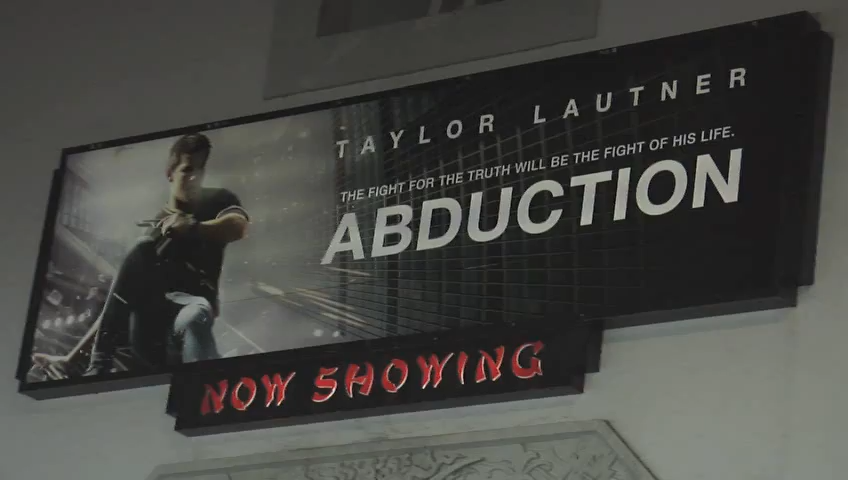 TAYLOR LAUTNER
THE FIGHT FOR THE TRUTH WILL BE THE FIGHT OF HIS LIFE.
ABDUCTION
NOW SHOWING